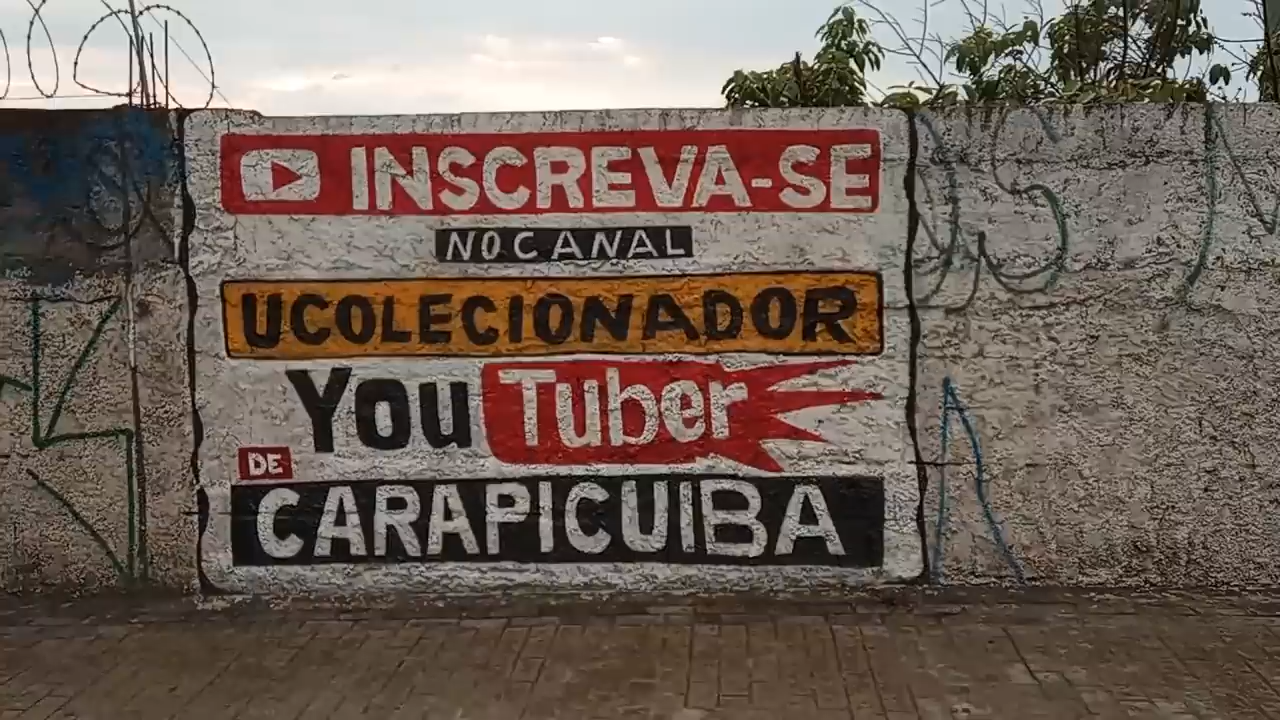 INSCREVA-SE
NO CANAL
UCOLECIONADOR
YouTuber
DE
CARAPICUIBA